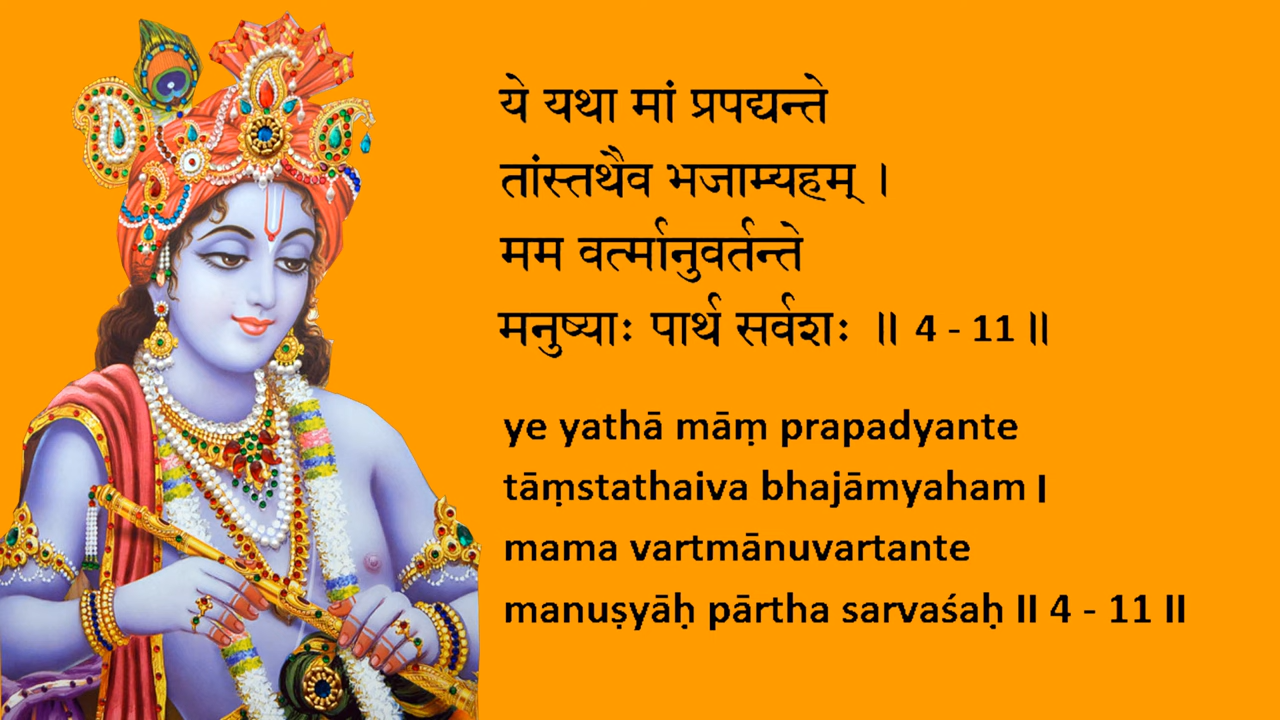 ये यथा मां प्रपद्यन्ते
तांस्तथैव भजाम्यहम् ।
मम वर्त्मानुवर्तन्ते
मनुष्याः पार्थ सर्वशः ॥ 4 - 11 ॥
ye yathā māṃ prapadyante
tāṃstathaiva bhajāmyaham I
mama vartmānuvartante
manuṣyāḥ pārtha sarvaśaḥ II 4 - 11 II